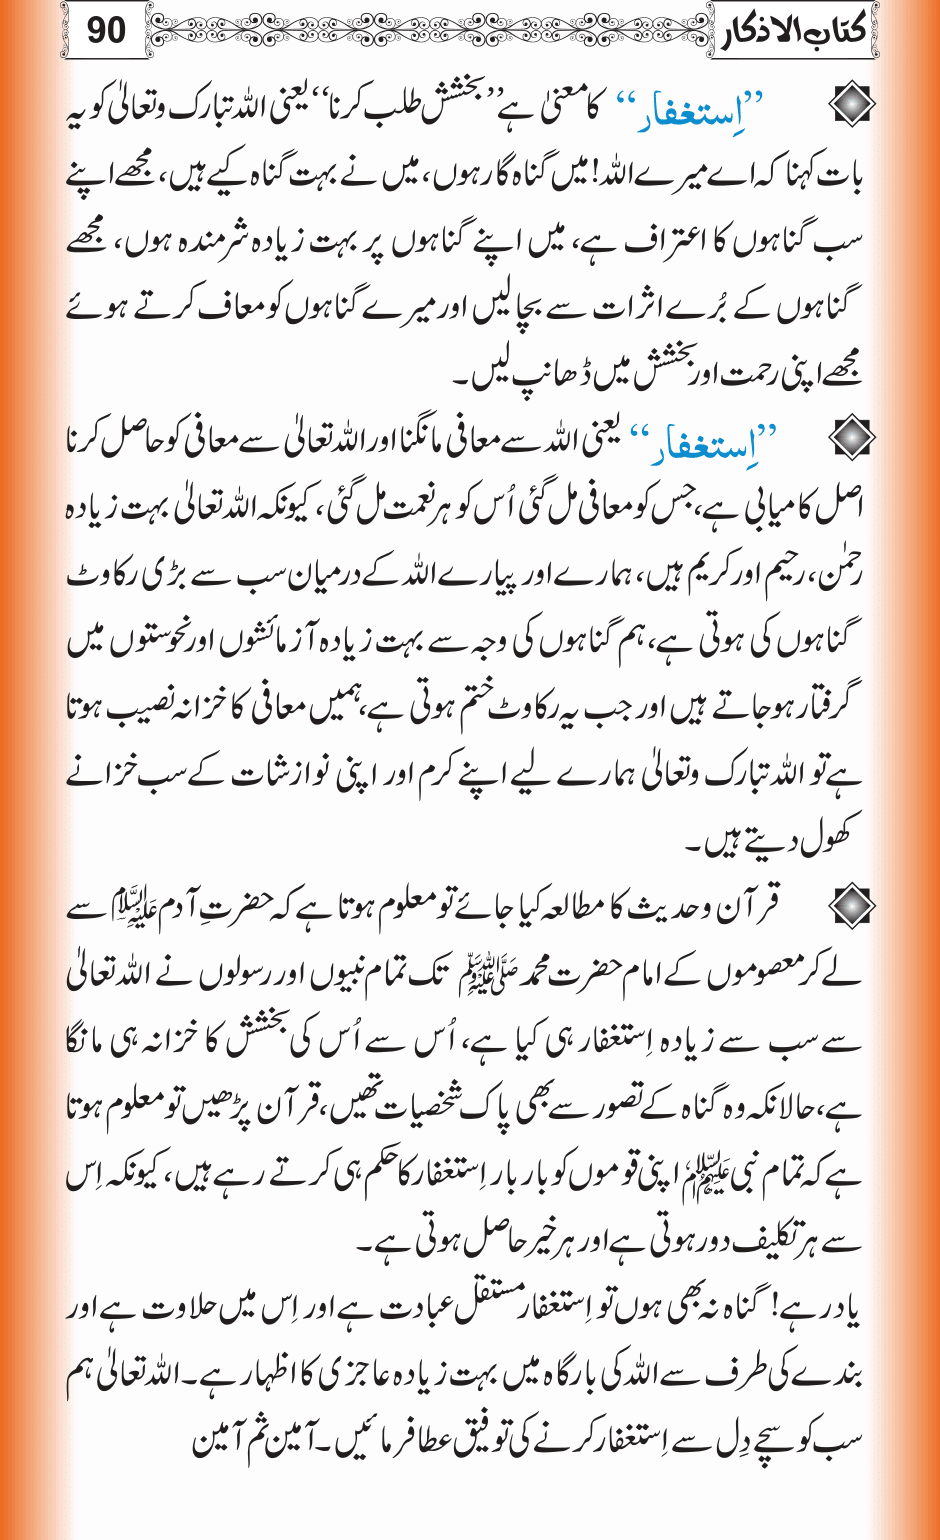 کتاب الاذکار 90
”اِستغفار“ کا معنیٰ ہے ”بخشش طلب کرنا“ یعنی اللہ تبارک وتعالیٰ کو یہ
بات کہنا کہ اے میرے اللہ! میں گناہ گار ہوں، میں نے بہت گناہ کیے ہیں، مجھے اپنے
سب گناہوں کا اعتراف ہے، میں اپنے گناہوں پر بہت زیادہ شرمندہ ہوں، مجھے
گناہوں کے بُرے اثرات سے بچا لیں اور میرے گناہوں کو معاف کرتے ہوئے
مجھے اپنی رحمت اور بخشش میں ڈھانپ لیں۔
”اِستغفار“ یعنی اللہ سے معافی مانگنا اور اللہ تعالیٰ سے معافی کو حاصل کرنا
اصل کامیابی ہے، جس کو معافی مل گئی اُس کو ہر نعمت مل گئی، کیونکہ اللہ تعالیٰ بہت زیادہ
رحمٰن، رحیم اور کریم ہیں، ہمارے اور پیارے اللہ کے درمیان سب سے بڑی رکاوٹ
گناہوں کی ہوتی ہے، ہم گناہوں کی وجہ سے بہت زیادہ آزمائشوں اور نحوستوں میں
گرفتار ہو جاتے ہیں اور جب یہ رکاوٹ ختم ہوتی ہے، ہمیں معافی کا خزانہ نصیب ہوتا
ہے تو اللہ تبارک وتعالیٰ ہمارے لیے اپنے کرم اور اپنی نوازشات کے سب خزانے
کھول دیتے ہیں۔
قرآن وحدیث کا مطالعہ کیا جائے تو معلوم ہوتا ہے کہ حضرتِ آدم علیہ السلام سے
لے کر معصوموں کے امام حضرت محمد ﷺ تک تمام نبیوں اور رسولوں نے اللہ تعالیٰ
سے سب سے زیادہ اِستغفار ہی کیا ہے، اُس سے اُس کی بخشش کا خزانہ ہی مانگا
ہے، حالانکہ وہ گناہ کے تصور سے بھی پاک شخصیات تھیں، قرآن پڑھیں تو معلوم ہوتا
ہے کہ تمام نبی علیہم السلام اپنی قوموں کو بار بار اِستغفار کا حکم ہی کرتے رہے ہیں، کیونکہ اِس
سے ہر تکلیف دور ہوتی ہے اور ہر خیر حاصل ہوتی ہے۔
یاد رہے! گناہ نہ بھی ہوں تو اِستغفار مستقل عبادت ہے اور اِس میں حلاوت ہے اور
بندے کی طرف سے اللہ کی بارگاہ میں بہت زیادہ عاجزی کا اظہار ہے۔ اللہ تعالیٰ ہم
سب کو سچے دِل سے اِستغفار کرنے کی توفیق عطا فرمائیں۔ آمین ثم آمین